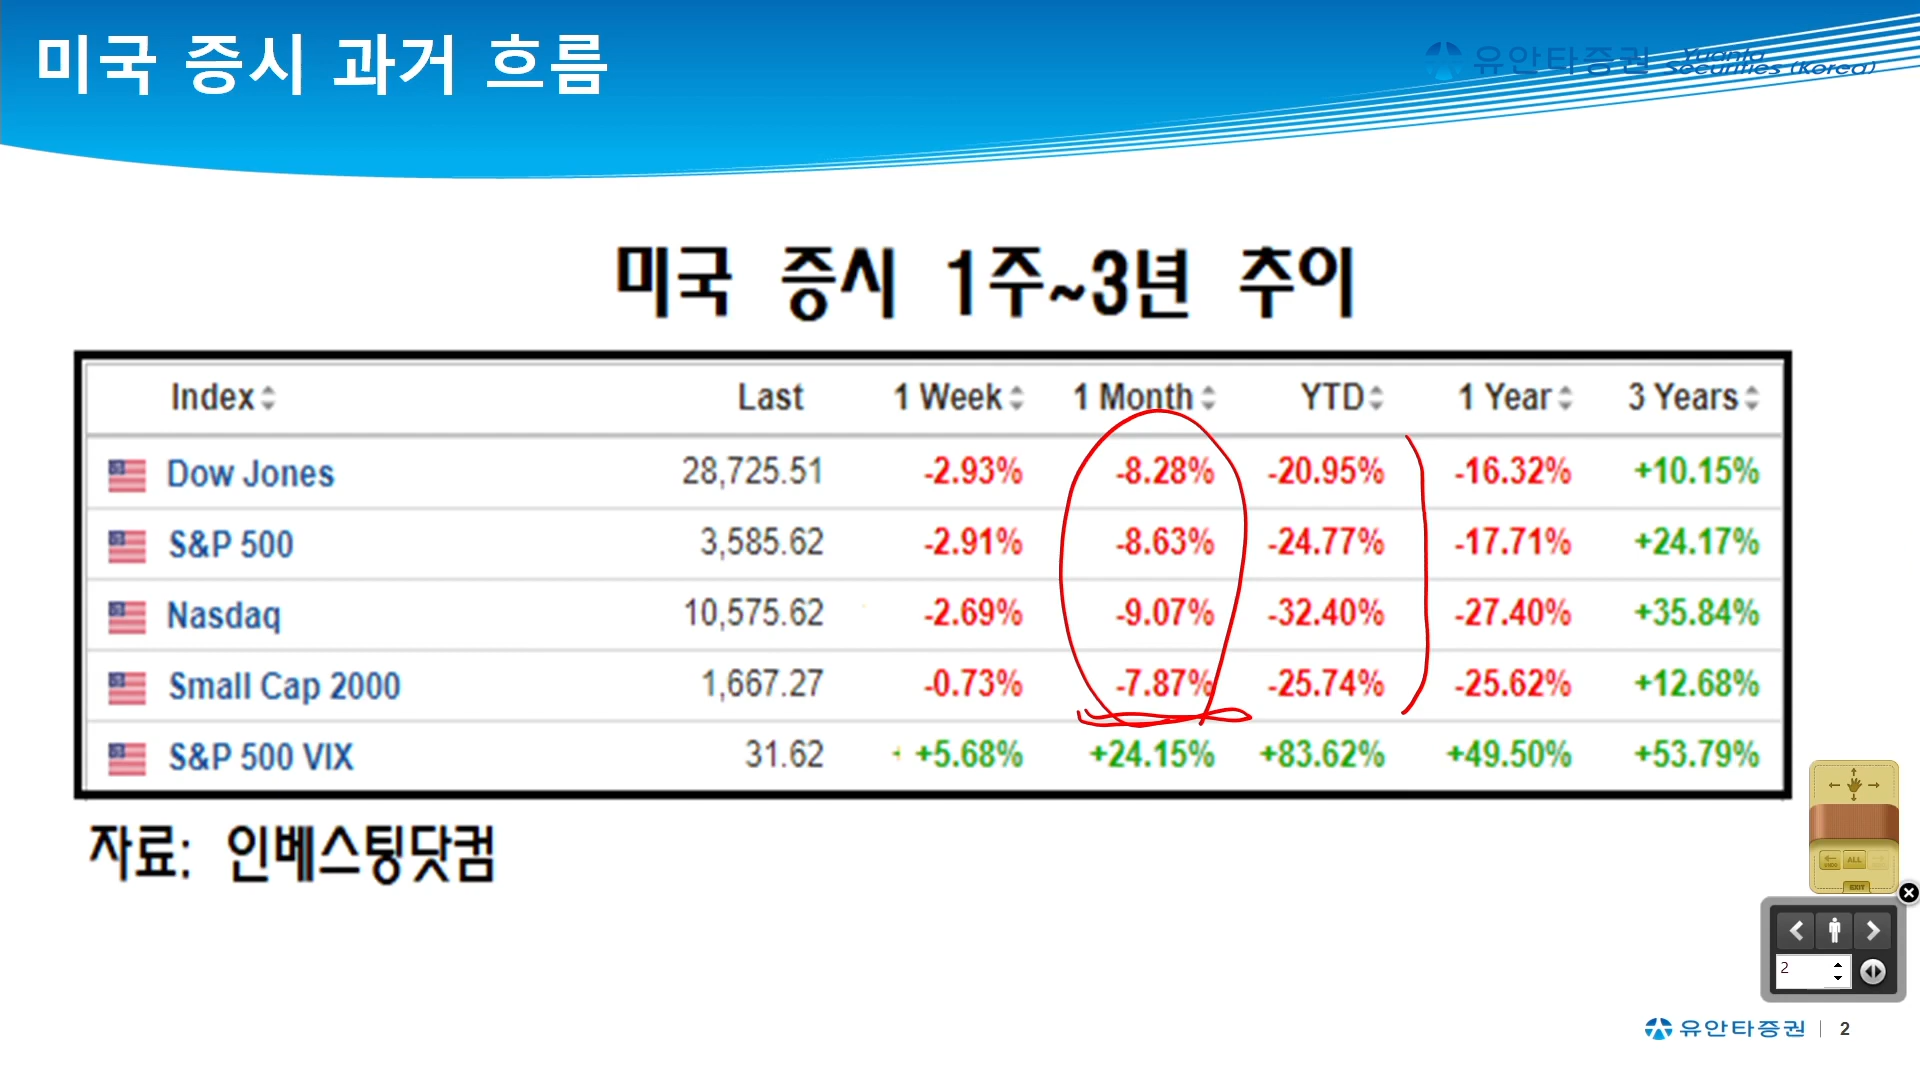 미국 증시 과거 흐름
유안타증권 Yuanta Securities (Korea)
미국 증시 1주~3년 추이
Index Last 1 Week 1 Month YTD 1 Year 3 Years
Dow Jones 28,725.51 -2.93% -8.28% -20.95% -16.32% +10.15%
S&P 500 3,585.62 -2.91% -8.63% -24.77% -17.71% +24.17%
Nasdaq 10,575.62 -2.69% -9.07% -32.40% -27.40% +35.84%
Small Cap 2000 1,667.27 -0.73% -7.87% -25.74% -25.62% +12.68%
S&P 500 VIX 31.62 +5.68% +24.15% +83.62% +49.50% +53.79%
자료: 인베스팅닷컴
ALL
EXIT
2
유안타증권 | 2